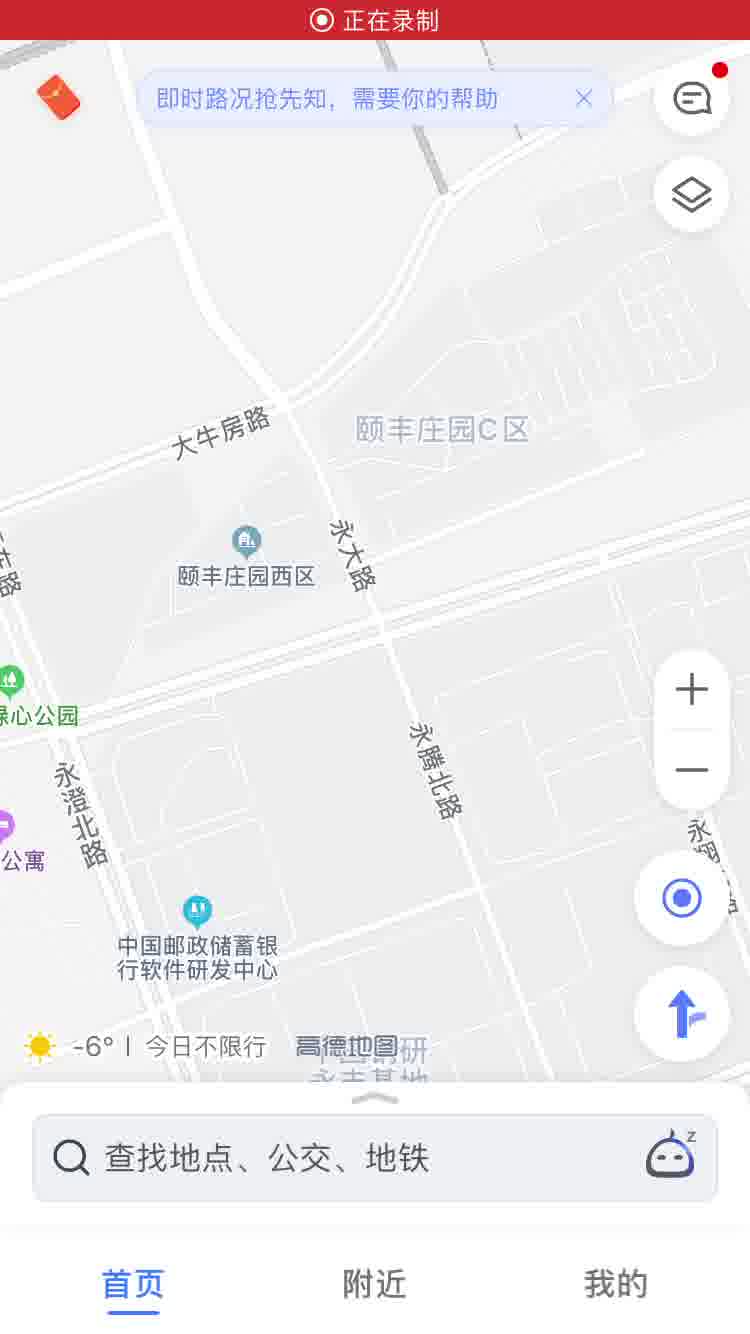 正在录制
即时路况抢先知，需要你的帮助
大牛房路
颐丰庄园C区
永大路
颐丰庄园西区
心公园
永腾北路
永澄北路
公寓
中国邮政储蓄银
行软件研发中心
-6° | 今日不限行
高德地图
查找地点、公交、地铁
z
首页
附近
我的